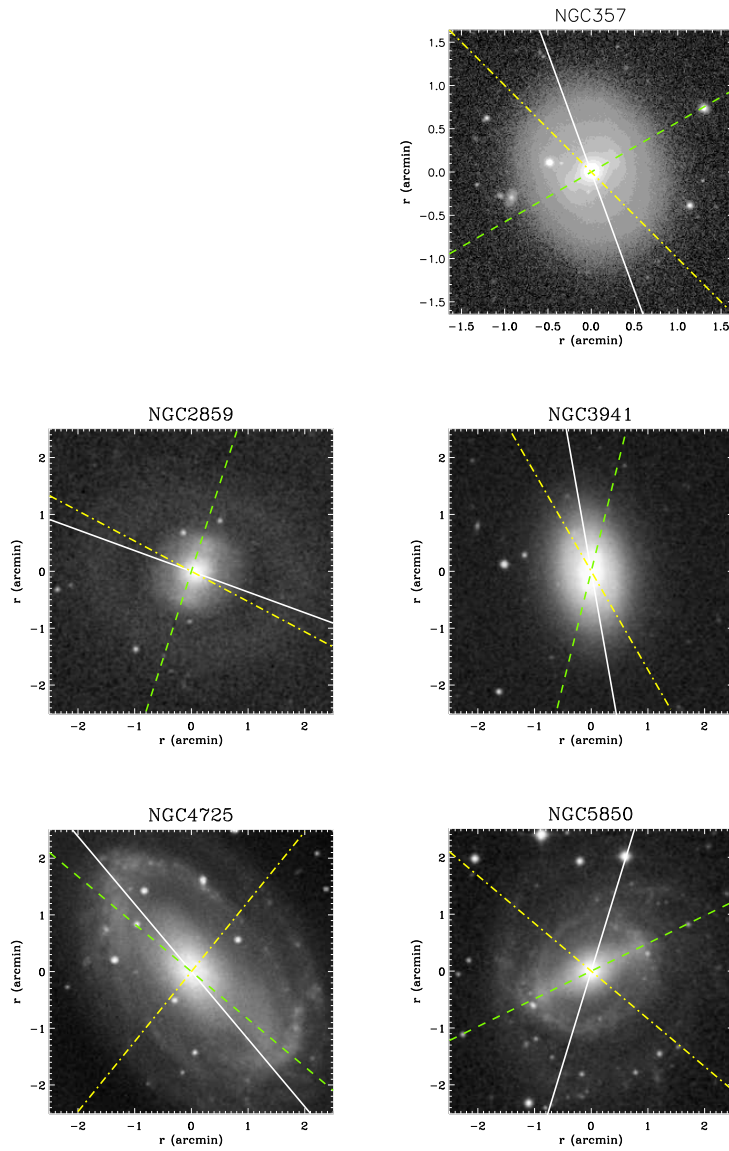 NGC357
1.5
1.0
0.5
0.0
−0.5
−1.0
−1.5
r (arcmin)
−1.5 −1.0 −0.5 0.0 0.5 1.0 1.5
r (arcmin)
NGC2859 NGC3941
2 2
1 1
0 0
−1 −1
−2 −2
r (arcmin) r (arcmin)
−2 −1 0 1 2 −2 −1 0 1 2
r (arcmin) r (arcmin)
NGC4725 NGC5850
2 2
1 1
0 0
−1 −1
−2 −2
r (arcmin) r (arcmin)
−2 −1 0 1 2 −2 −1 0 1 2
r (arcmin) r (arcmin)